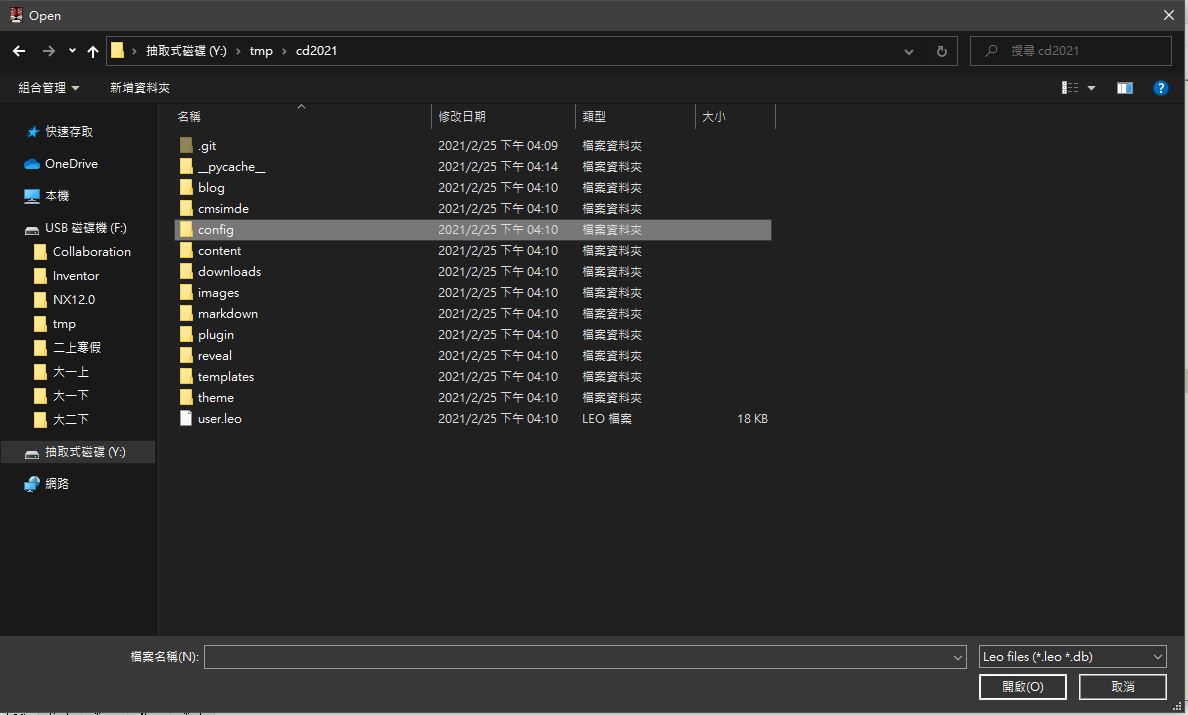 Open
抽取式磁碟 (Y:) › tmp › cd2021
搜尋 cd2021
組合管理 新增資料夾
名稱 修改日期 類型 大小
快速存取
OneDrive
本機
USB 磁碟機 (F:)
Collaboration
Inventor
NX12.0
tmp
二上寒假
大一上
大一下
大二下
抽取式磁碟 (Y:)
網路
.git 2021/2/25 下午 04:09 檔案資料夾
__pycache__ 2021/2/25 下午 04:14 檔案資料夾
blog 2021/2/25 下午 04:10 檔案資料夾
cmsimde 2021/2/25 下午 04:10 檔案資料夾
config 2021/2/25 下午 04:10 檔案資料夾
content 2021/2/25 下午 04:10 檔案資料夾
downloads 2021/2/25 下午 04:10 檔案資料夾
images 2021/2/25 下午 04:10 檔案資料夾
markdown 2021/2/25 下午 04:10 檔案資料夾
plugin 2021/2/25 下午 04:10 檔案資料夾
reveal 2021/2/25 下午 04:10 檔案資料夾
templates 2021/2/25 下午 04:10 檔案資料夾
theme 2021/2/25 下午 04:10 檔案資料夾
user.leo 2021/2/25 下午 04:10 LEO 檔案 18 KB
檔案名稱(N):
Leo files (*.leo *.db)
開啟(O) 取消